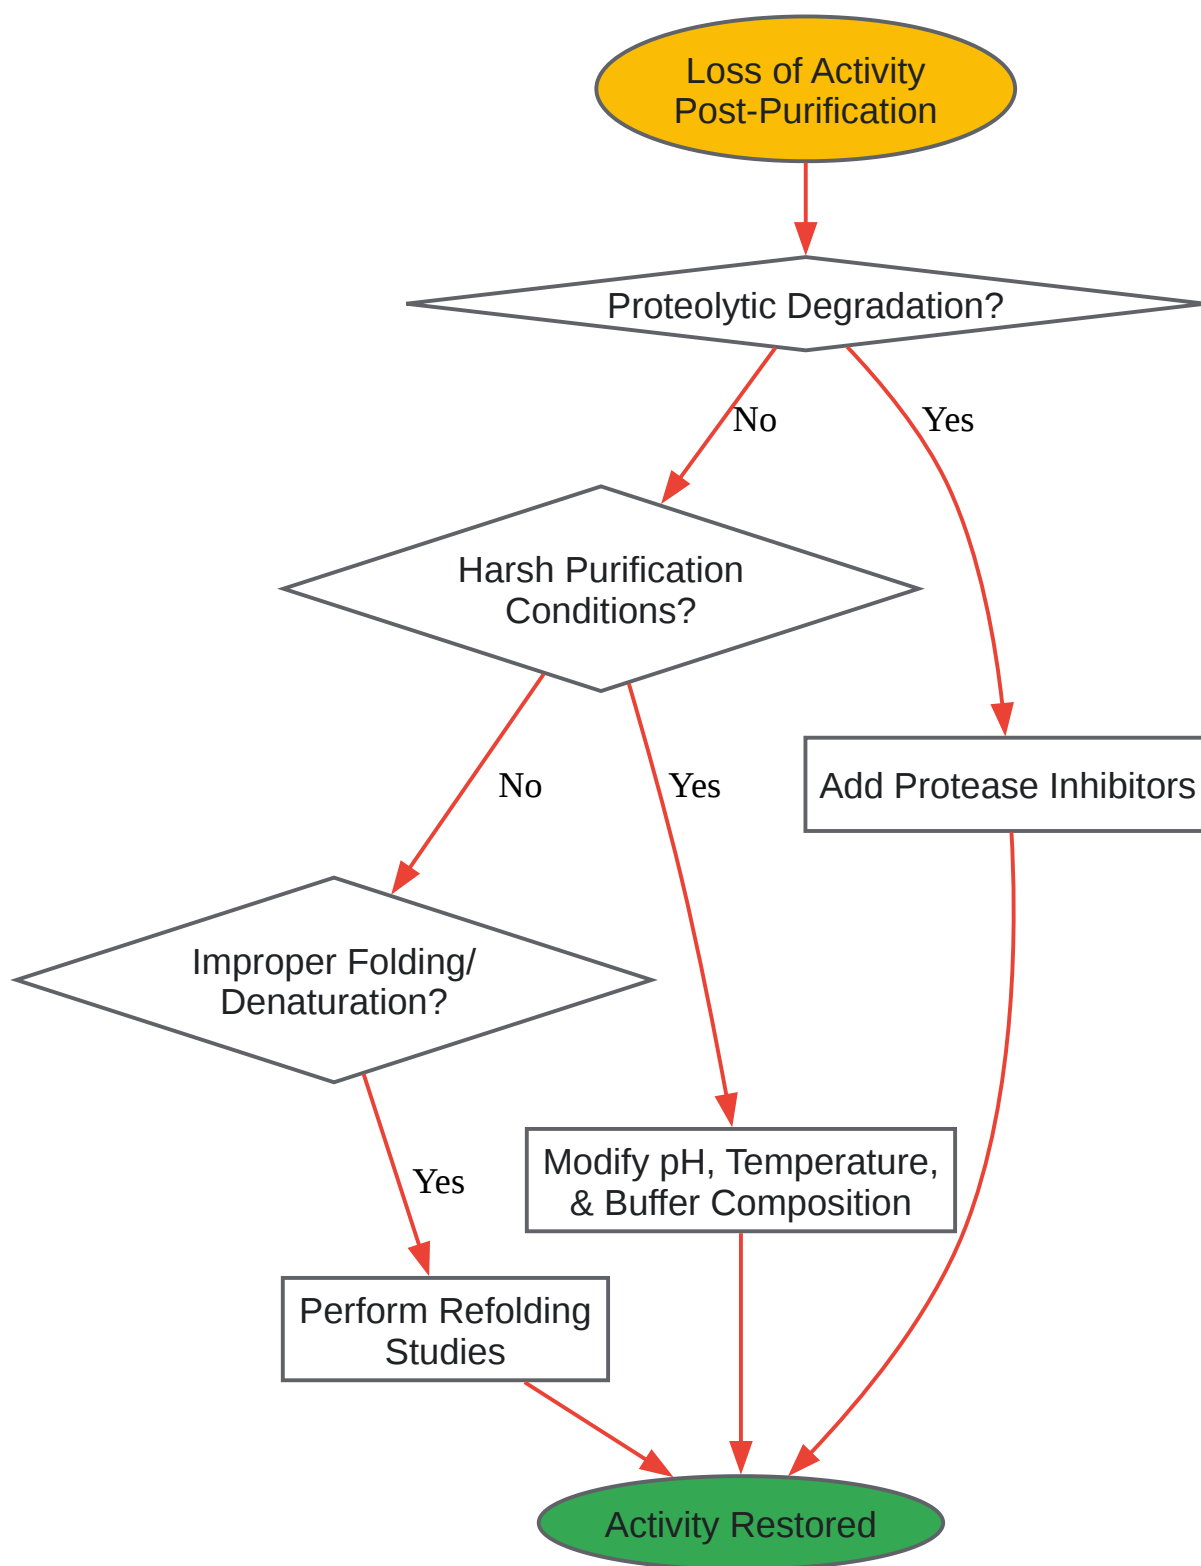 Loss of Activity
Post-Purification
Proteolytic Degradation?
No
Yes
Harsh Purification
Conditions?
No
Yes
Add Protease Inhibitors
Improper Folding/
Denaturation?
Yes
Modify pH, Temperature,
& Buffer Composition
Perform Refolding
Studies
Activity Restored